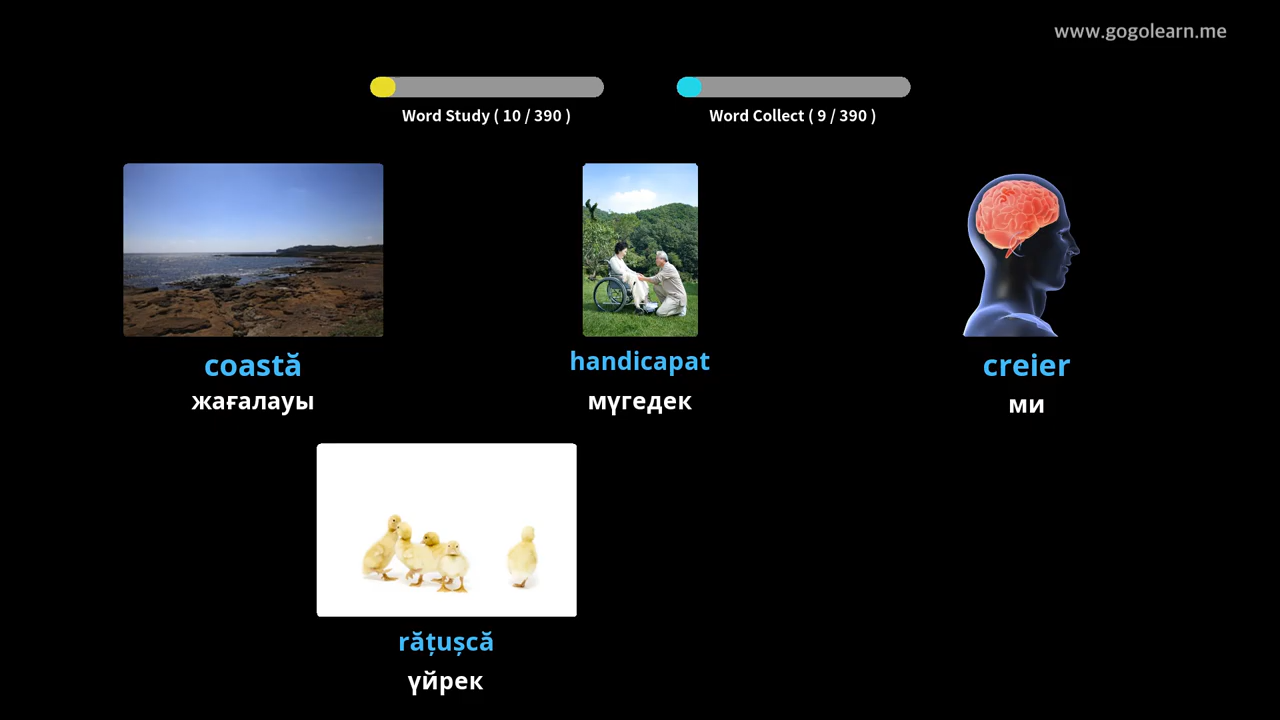 www.gogolearn.me
Word Study ( 10 / 390 )
Word Collect ( 9 / 390 )
coastă
handicapat
creier
жағалауы
мүгедек
ми
rățușcă
үйрек